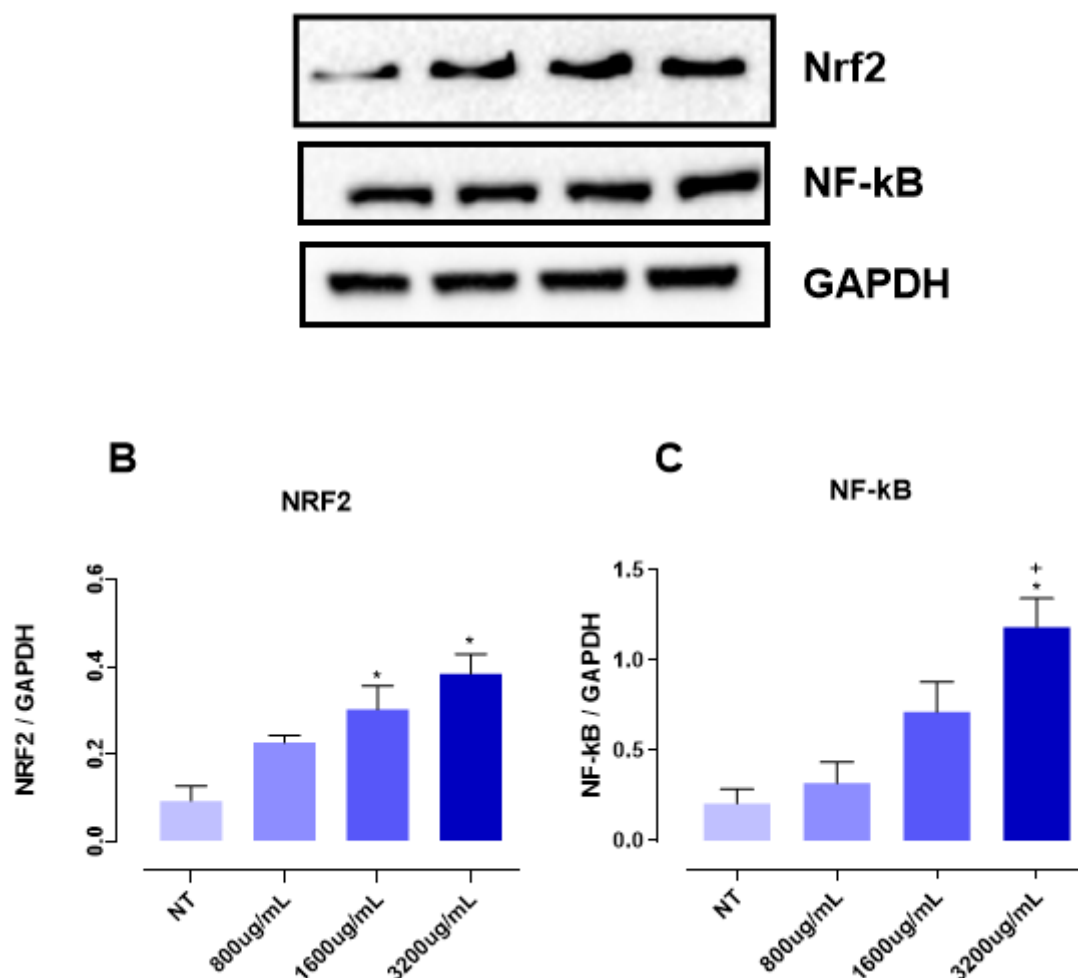 Nrf2
NF-kB
GAPDH
B
NRF2
NRF2 / GAPDH
0.6
0.4
0.2
0.0
*
*
NT
800ug/mL
1600ug/mL
3200ug/mL
C
NF-kB
NF-kB / GAPDH
1.5
1.0
0.5
0.0
+
*
NT
800ug/mL
1600ug/mL
3200ug/mL